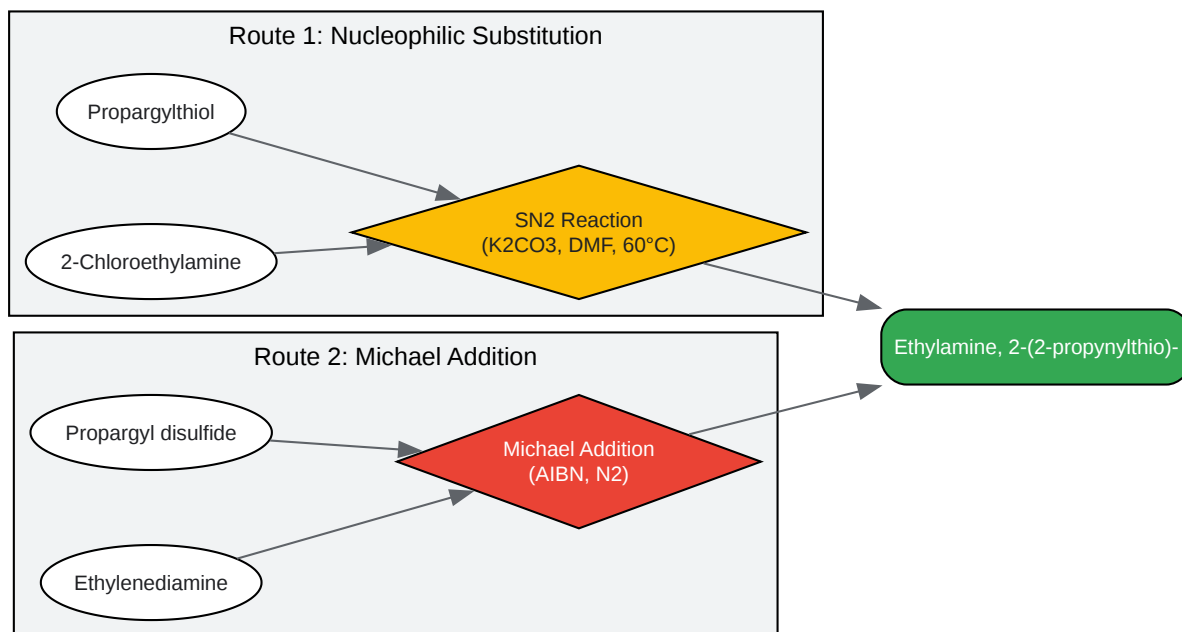 Route 1: Nucleophilic Substitution
Propargylthiol
2-Chloroethylamine
SN2 Reaction
(K2CO3, DMF, 60°C)
Ethylamine, 2-(2-propynylthio)-
Route 2: Michael Addition
Propargyl disulfide
Ethylenediamine
Michael Addition
(AIBN, N2)